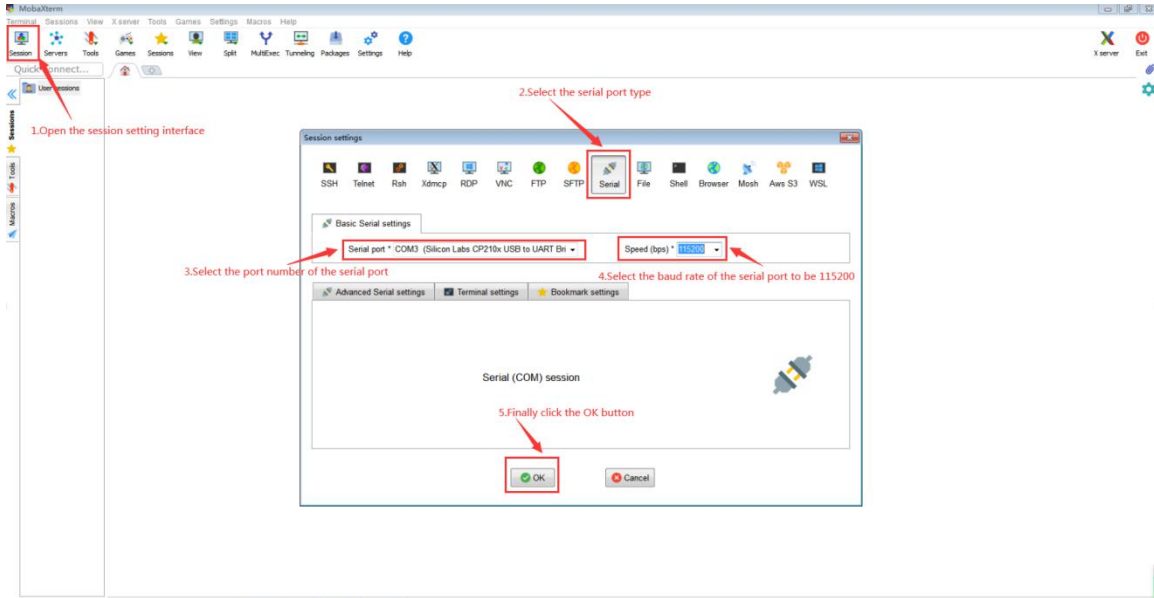 MobaXterm
Terminal Sessions View X server Tools Games Settings Macros Help
Session Servers Tools Games Sessions View Split MultiExec Tunneling Packages Settings Help X server Exit
Quick connect...
User sessions
Sessions
Tools
Macros
1.Open the session setting interface
2.Select the serial port type
Session settings
SSH Telnet Rsh Xdmcp RDP VNC FTP SFTP Serial File Shell Browser Mosh Aws S3 WSL
Basic Serial settings
Serial port * COM3 (Silicon Labs CP210x USB to UART Bri Speed (bps) * 115200
3.Select the port number of the serial port
4.Select the baud rate of the serial port to be 115200
Advanced Serial settings Terminal settings Bookmark settings
Serial (COM) session
5.Finally click the OK button
OK Cancel